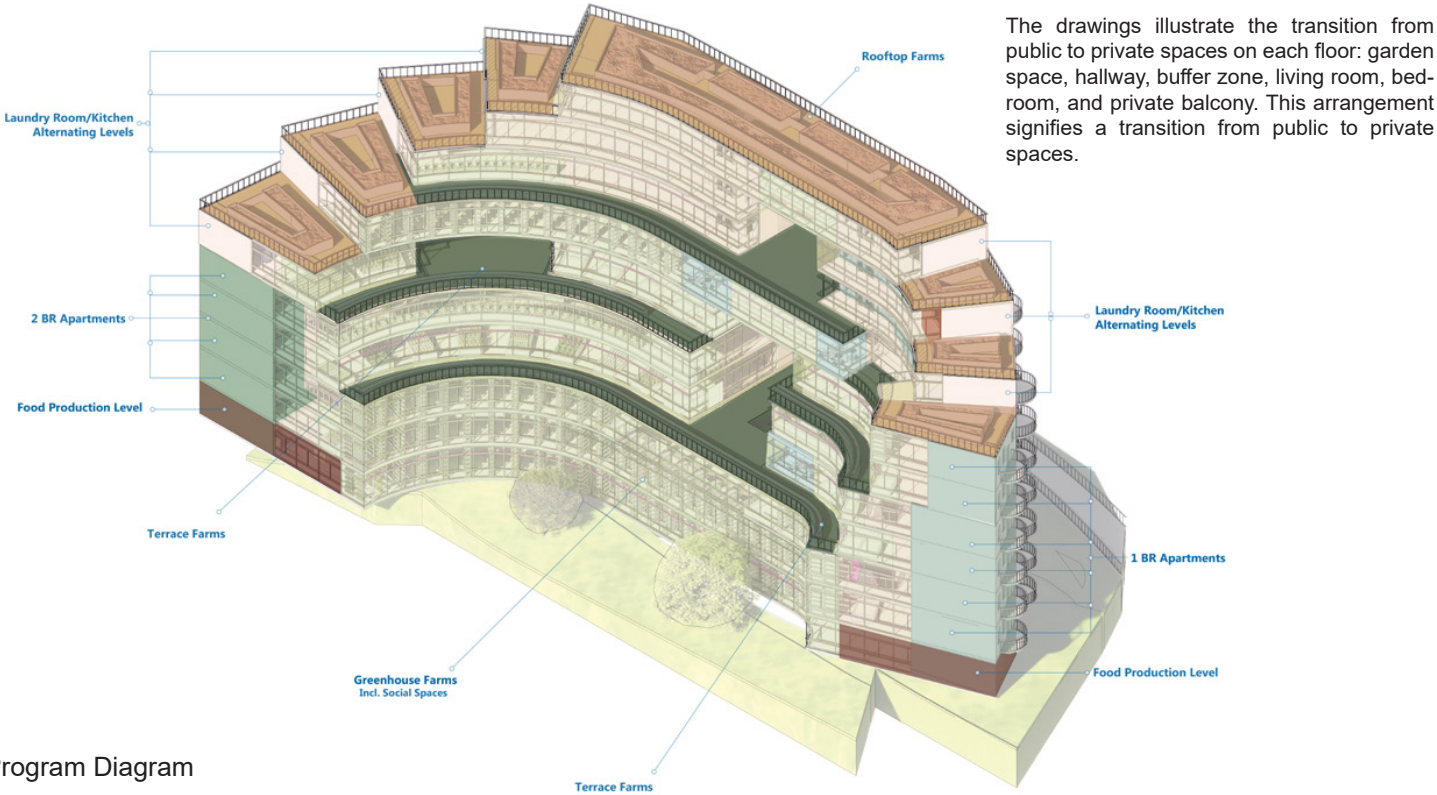 The drawings illustrate the transition from
public to private spaces on each floor: garden
space, hallway, buffer zone, living room, bed-
room, and private balcony. This arrangement
signifies a transition from public to private
spaces.
Rooftop Farms
Laundry Room/Kitchen
Alternating Levels
2 BR Apartments
Food Production Level
Laundry Room/Kitchen
Alternating Levels
Terrace Farms
1 BR Apartments
Greenhouse Farms
Incl. Social Spaces
Food Production Level
Terrace Farms
rogram Diagram